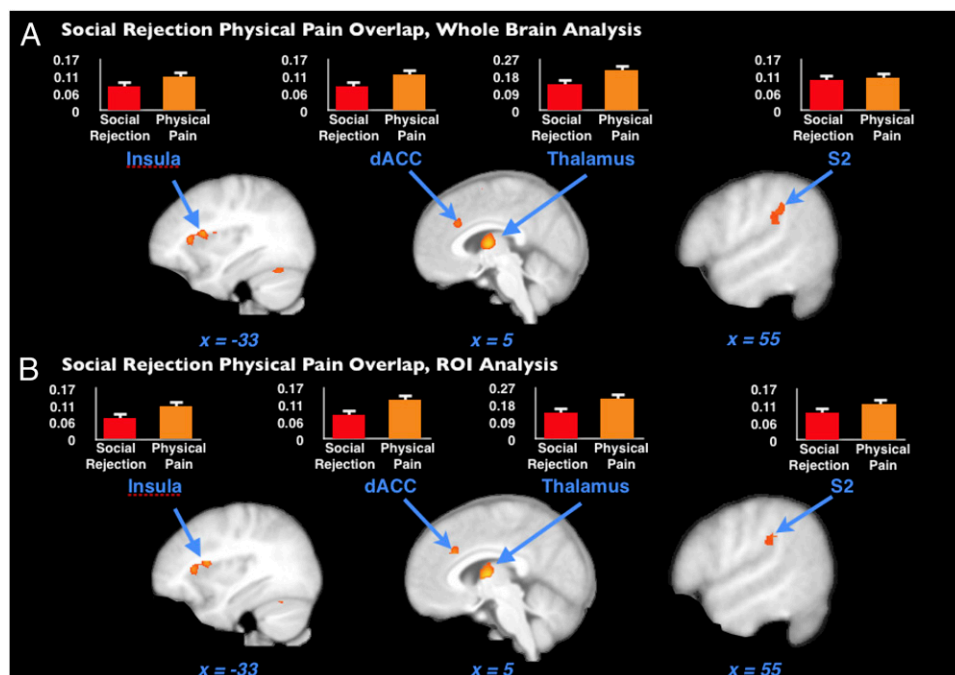 A Social Rejection Physical Pain Overlap, Whole Brain Analysis
0.17
0.11
0.06
0
Social Rejection
Physical Pain
Insula
0.17
0.11
0.06
0
Social Rejection
Physical Pain
dACC
0.27
0.18
0.09
0
Social Rejection
Physical Pain
Thalamus
0.17
0.11
0.06
0
Social Rejection
Physical Pain
S2
x = -33
x = 5
x = 55
B Social Rejection Physical Pain Overlap, ROI Analysis
0.17
0.11
0.06
0
Social Rejection
Physical Pain
Insula
0.17
0.11
0.06
0
Social Rejection
Physical Pain
dACC
0.27
0.18
0.09
0
Social Rejection
Physical Pain
Thalamus
0.17
0.11
0.06
0
Social Rejection
Physical Pain
S2
x = -33
x = 5
x = 55